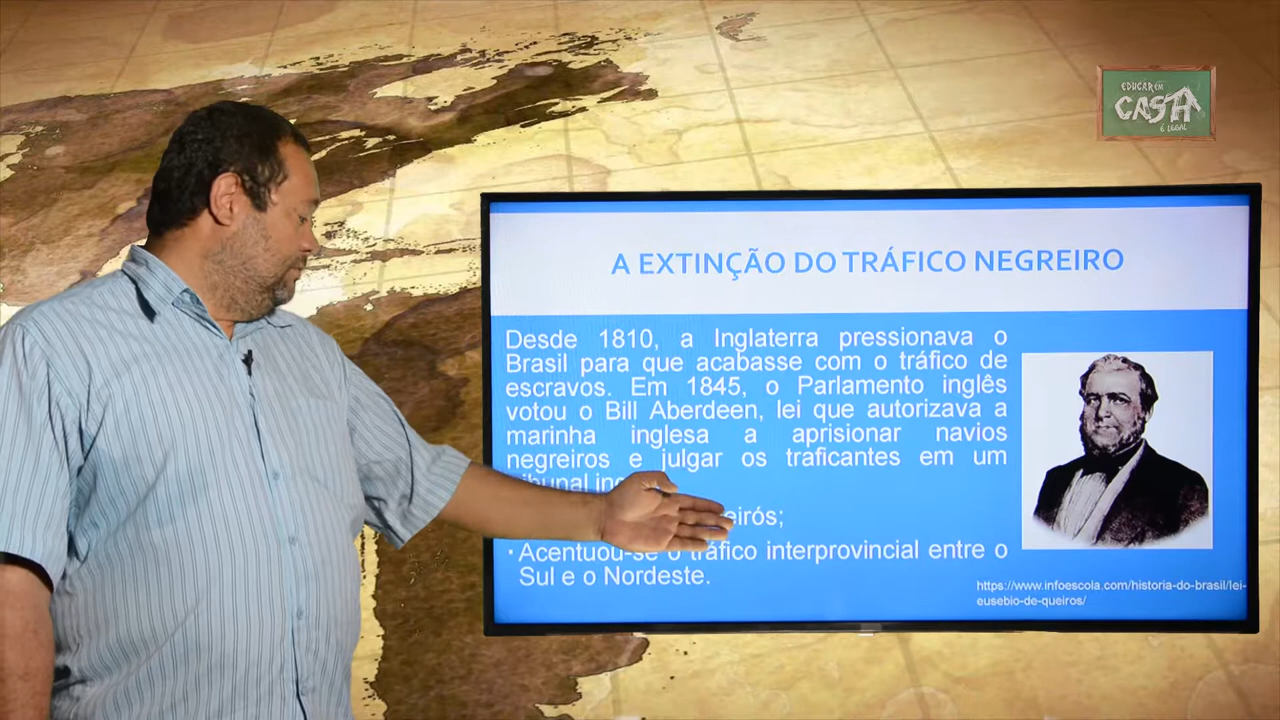 EDUCAR EM
CASA
É LEGAL
A EXTINÇÃO DO TRÁFICO NEGREIRO
Desde 1810, a Inglaterra pressionava o
Brasil para que acabasse com o tráfico de
escravos. Em 1845, o Parlamento inglês
votou o Bill Aberdeen, lei que autorizava a
marinha inglesa a aprisionar navios
negreiros e julgar os traficantes em um
Acentuou-se o tráfico interprovincial entre o
Sul e o Nordeste.
https://www.infoescola.com/historia-do-brasil/lei-
eusebio-de-queiros/